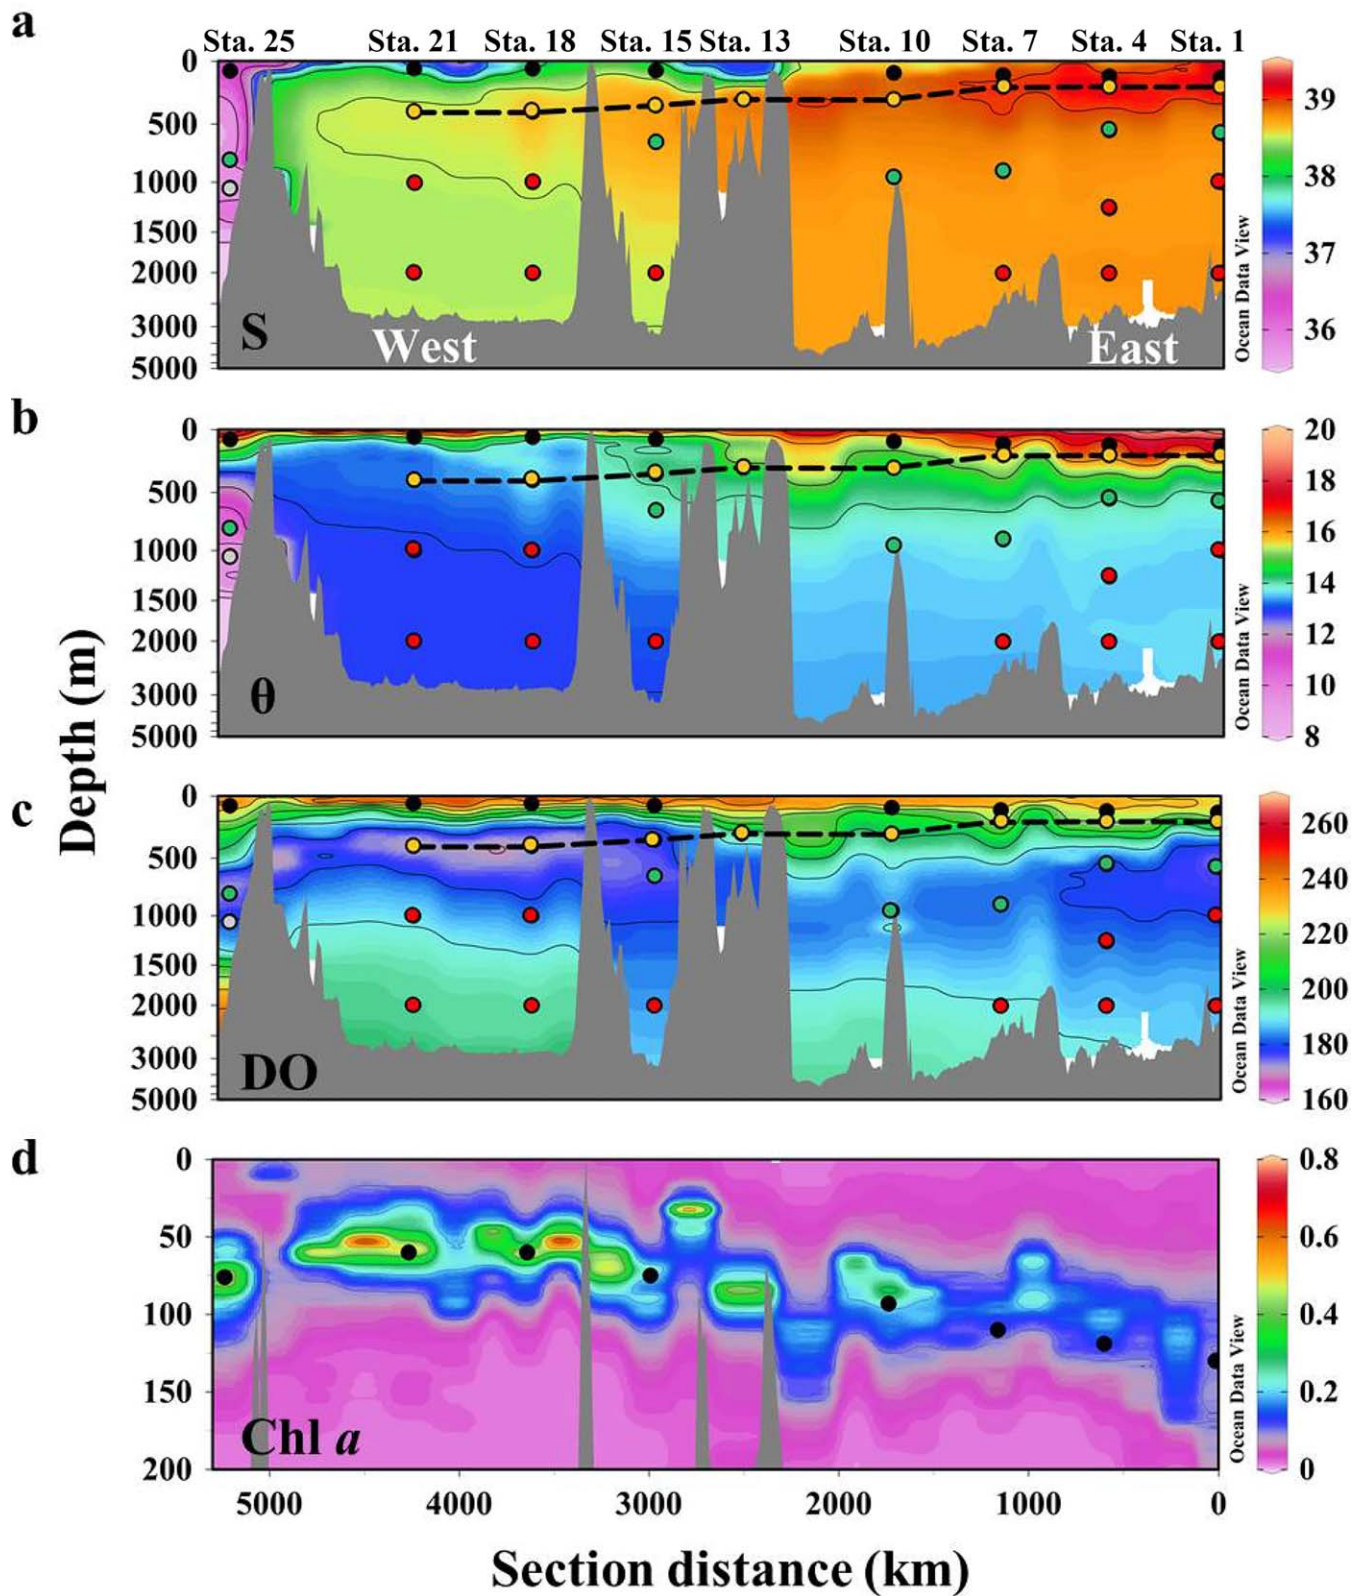 a
Sta. 25 Sta. 21 Sta. 18 Sta. 15 Sta. 13 Sta. 10 Sta. 7 Sta. 4 Sta. 1
0
500
1000
1500
2000
3000
5000
S
West
East
Ocean Data View
39
38
37
36
b
0
500
1000
1500
2000
3000
5000
θ
Ocean Data View
20
18
16
14
12
10
8
Depth (m)
c
0
500
1000
1500
2000
3000
5000
DO
Ocean Data View
260
240
220
200
180
160
d
0
50
100
150
200
Chl a
Ocean Data View
0.8
0.6
0.4
0.2
0
5000 4000 3000 2000 1000 0
Section distance (km)